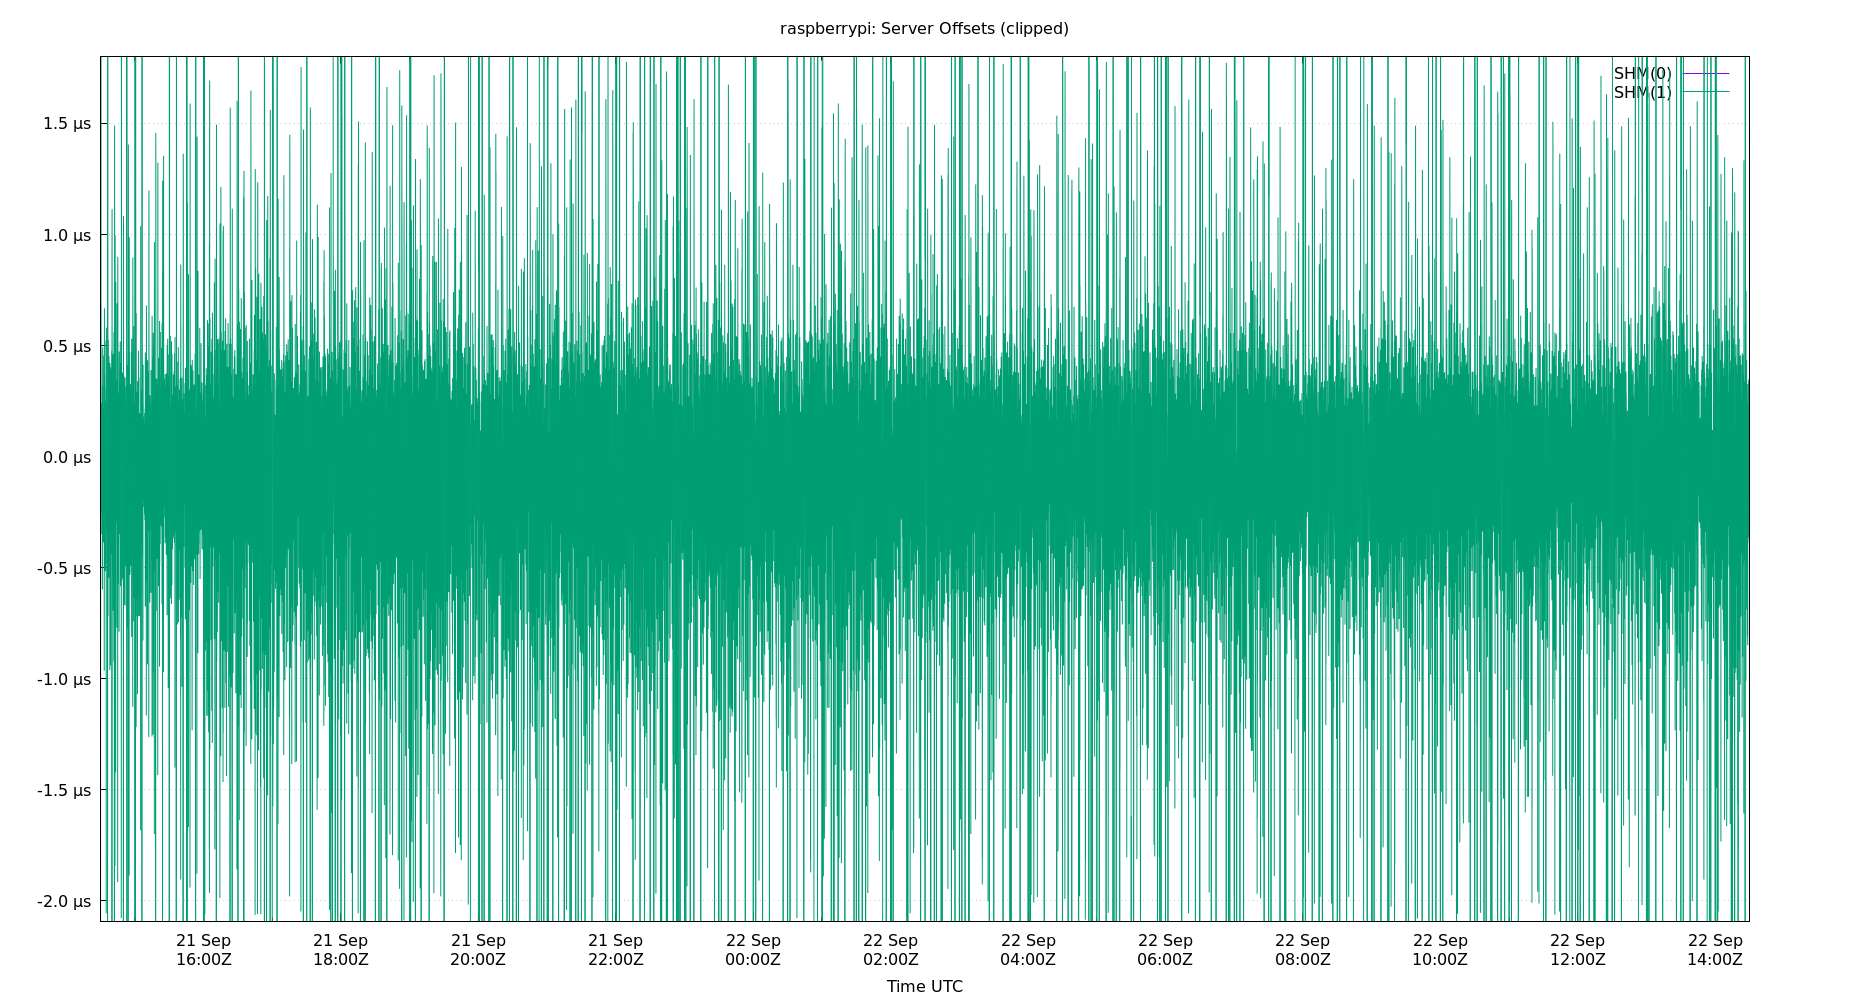 raspberrypi: Server Offsets (clipped)
SHM(0)
SHM(1)
1.5 µs
1.0 µs
0.5 µs
0.0 µs
-0.5 µs
-1.0 µs
-1.5 µs
-2.0 µs
21 Sep 21 Sep 21 Sep 21 Sep 22 Sep 22 Sep 22 Sep 22 Sep 22 Sep 22 Sep 22 Sep 22 Sep
16:00Z 18:00Z 20:00Z 22:00Z 00:00Z 02:00Z 04:00Z 06:00Z 08:00Z 10:00Z 12:00Z 14:00Z
Time UTC